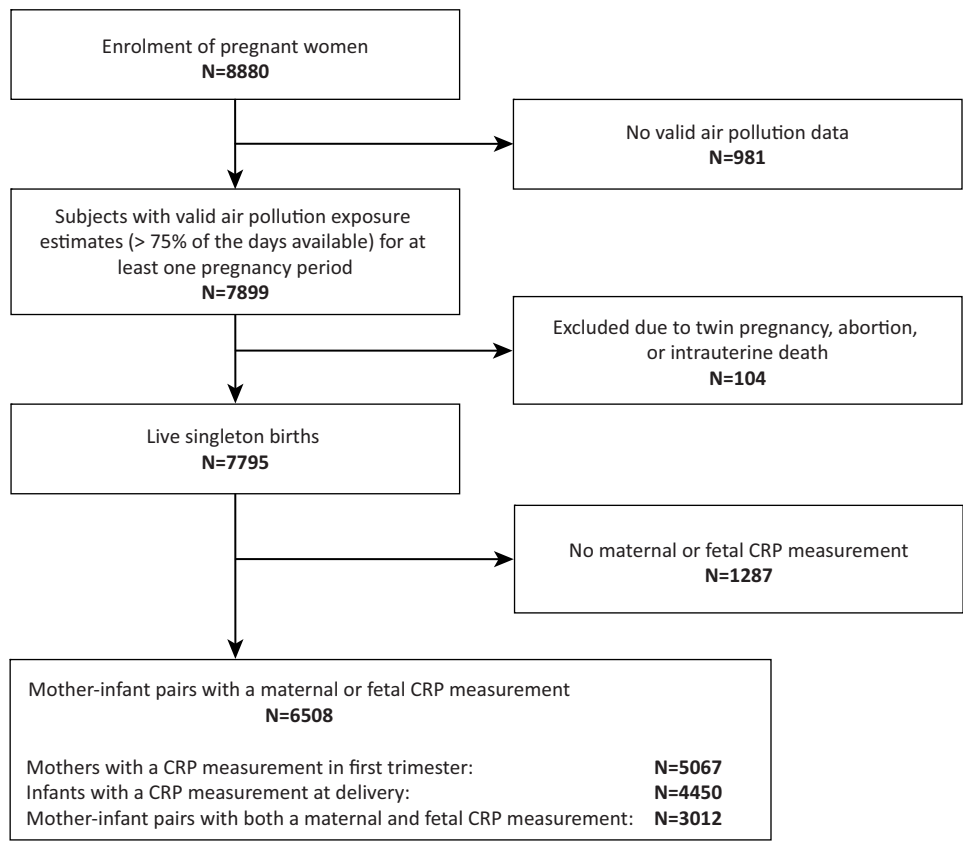 Enrolment of pregnant women
N=8880
No valid air pollution data
N=981
Subjects with valid air pollution exposure
estimates (> 75% of the days available) for at
least one pregnancy period
N=7899
Excluded due to twin pregnancy, abortion,
or intrauterine death
N=104
Live singleton births
N=7795
No maternal or fetal CRP measurement
N=1287
Mother-infant pairs with a maternal or fetal CRP measurement
N=6508
Mothers with a CRP measurement in first trimester: N=5067
Infants with a CRP measurement at delivery: N=4450
Mother-infant pairs with both a maternal and fetal CRP measurement: N=3012